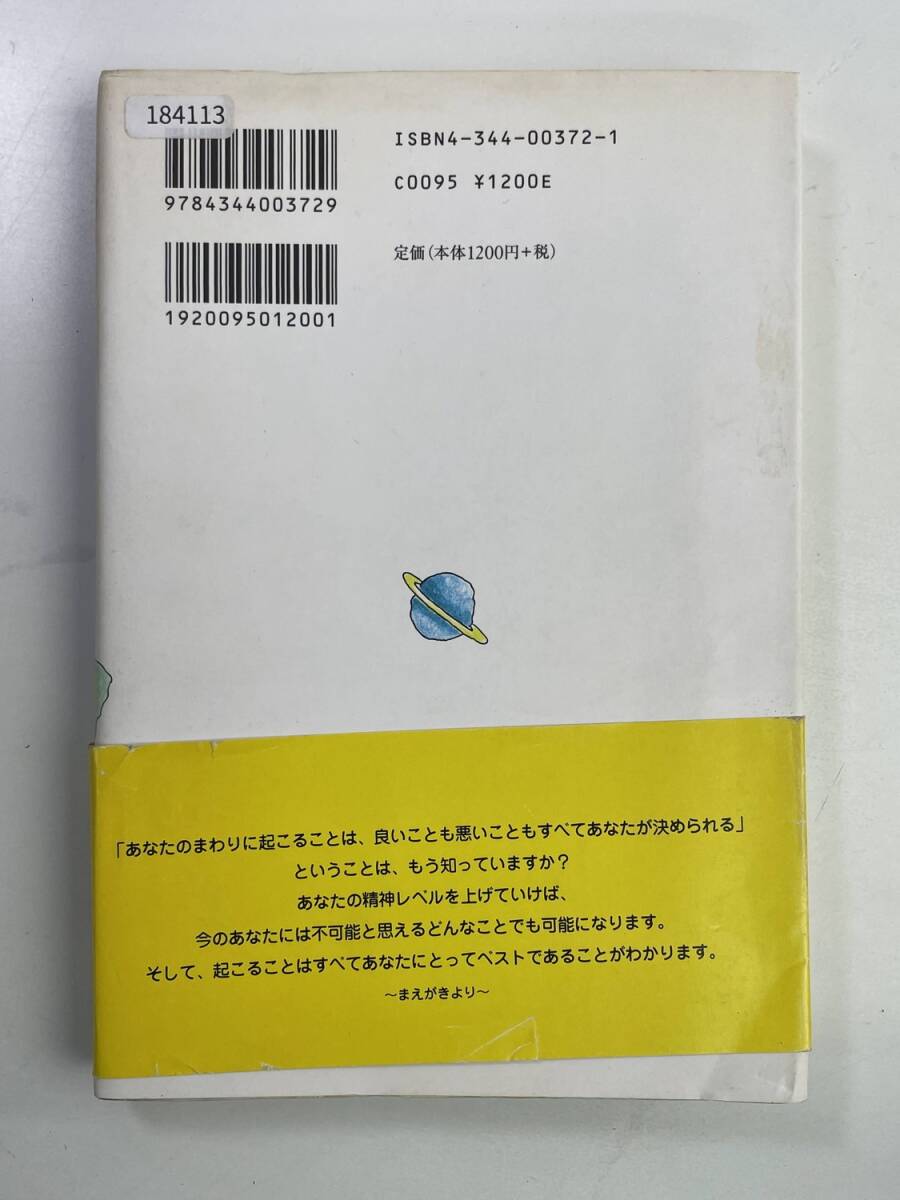 184113
ISBN4-344-00372-1
C0095 ¥1200E
9784344003729
定価(本体1200円+税)
1920095012001
「あなたのまわりに起こることは、良いことも悪いこともすべてあなたが決められる」
ということは、もう知っていますか?
あなたの精神レベルを上げていけば、
今のあなたには不可能と思えるどんなことでも可能になります。
そして、起こることはすべてあなたにとってベストであることがわかります。
〜まえがきより〜